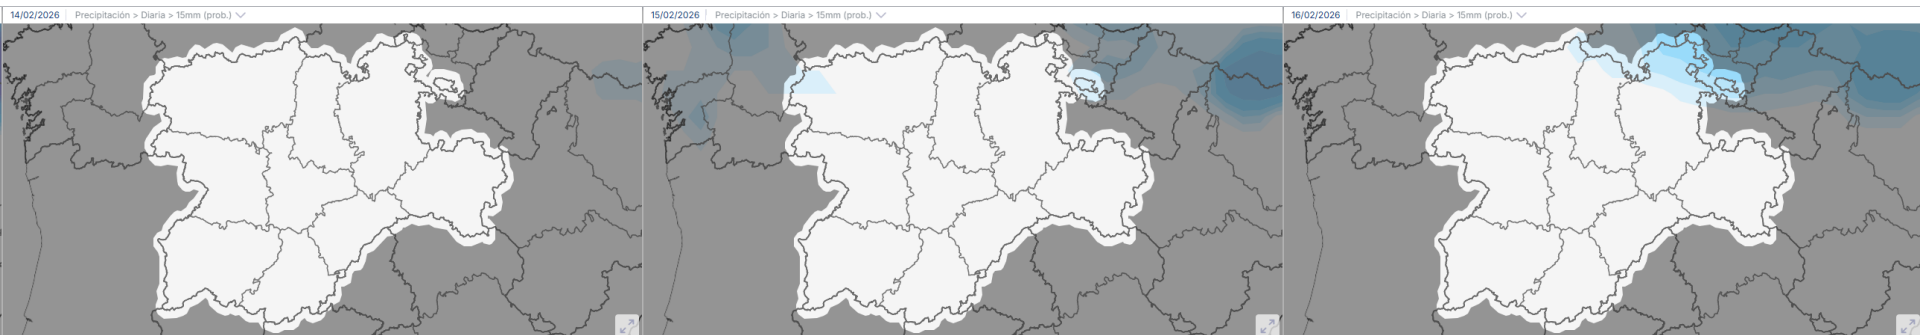 14/02/2026 Precipitación > Diaria > 15mm (prob.)
15/02/2026 Precipitación > Diaria > 15mm (prob.)
16/02/2026 Precipitación > Diaria > 15mm (prob.)